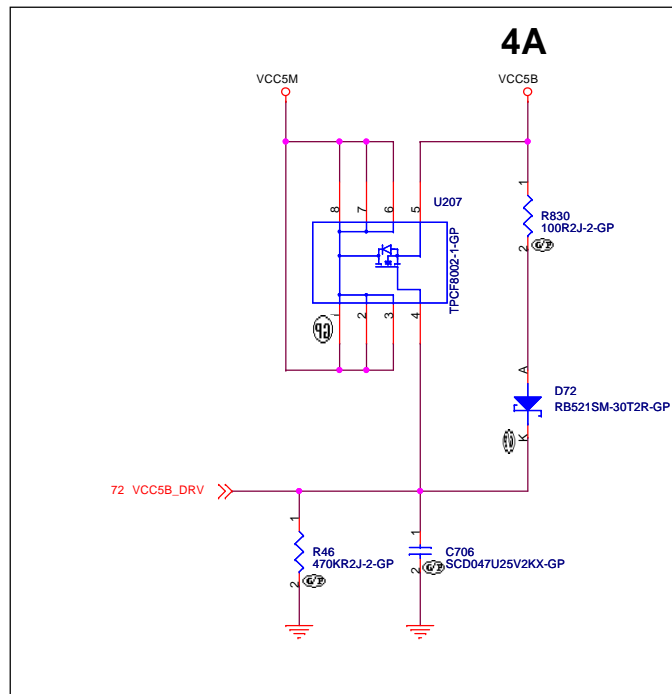 4A
VCC5M
VCC5B
8
7
6
5
U207
TPCF8002-1-GP
1
R830
100R2J-2-GP
2
G/P
GP
1
2
3
4
A
D72
RB521SM-30T2R-GP
K
72 VCC5B_DRV
1
R46
470KR2J-2-GP
2
G/P
1
C706
SCD047U25V2KX-GP
2
G/P